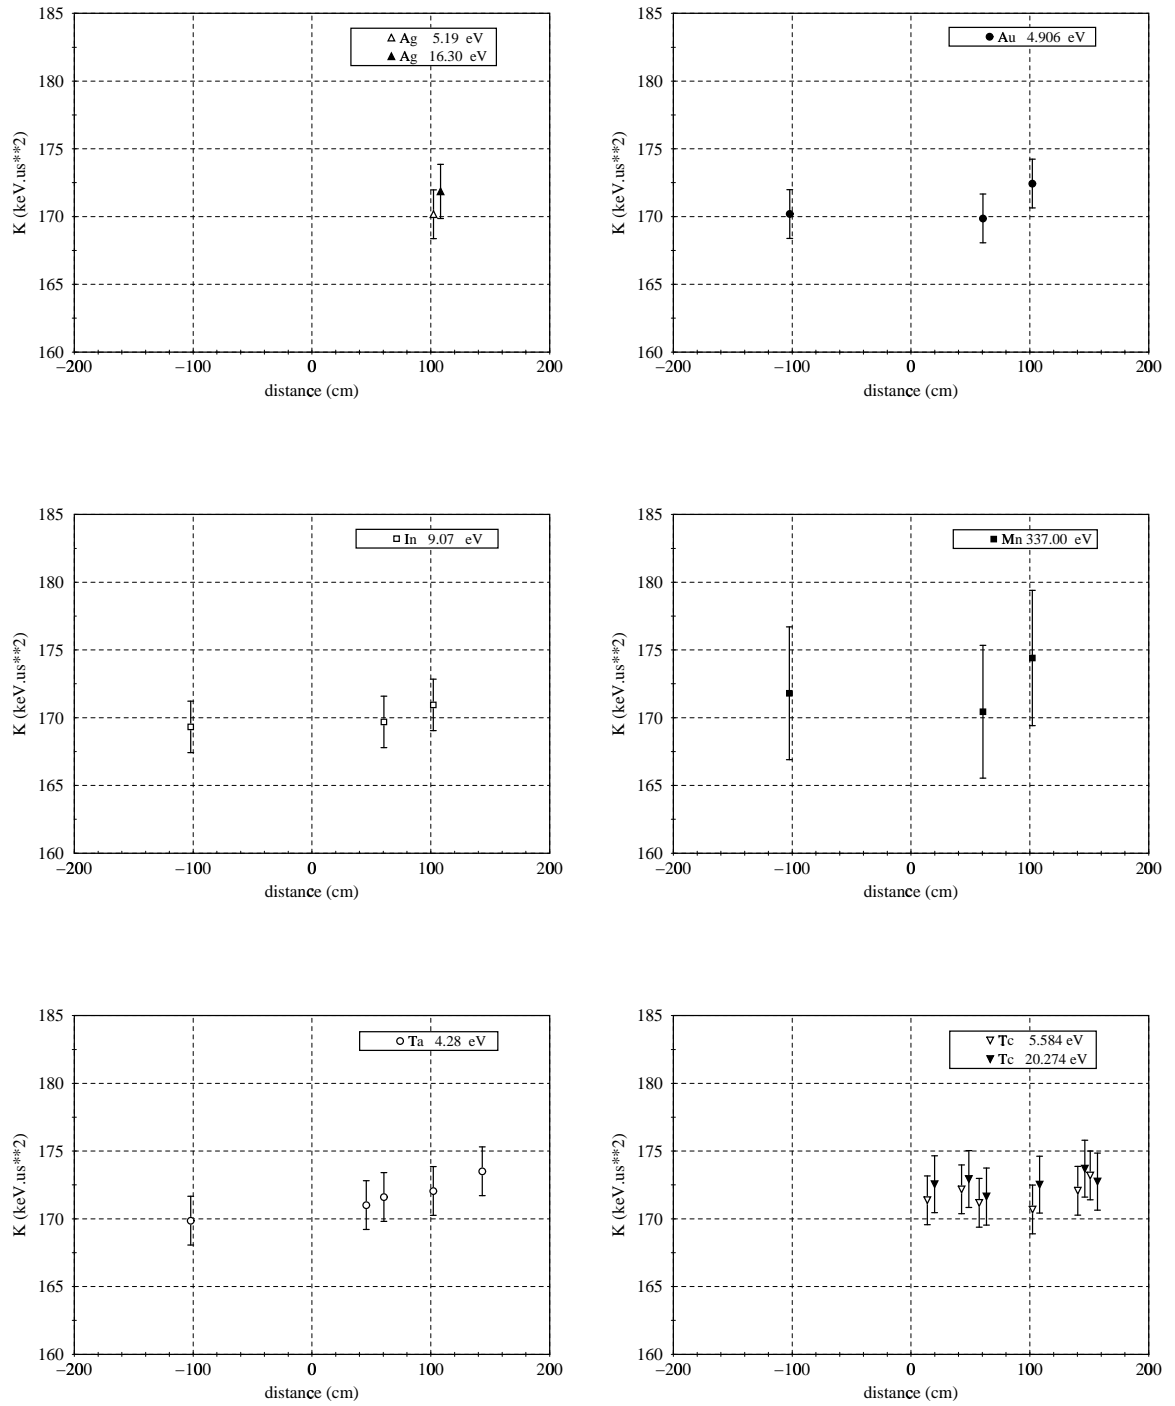 185
180
175
170
165
160
K (keV.us**2)
−200 −100 0 100 200
distance (cm)
Ag 5.19 eV
Ag 16.30 eV
185
180
175
170
165
160
K (keV.us**2)
−200 −100 0 100 200
distance (cm)
Au 4.906 eV
185
180
175
170
165
160
K (keV.us**2)
−200 −100 0 100 200
distance (cm)
In 9.07 eV
185
180
175
170
165
160
K (keV.us**2)
−200 −100 0 100 200
distance (cm)
Mn 337.00 eV
185
180
175
170
165
160
K (keV.us**2)
−200 −100 0 100 200
distance (cm)
Ta 4.28 eV
185
180
175
170
165
160
K (keV.us**2)
−200 −100 0 100 200
distance (cm)
Tc 5.584 eV
Tc 20.274 eV